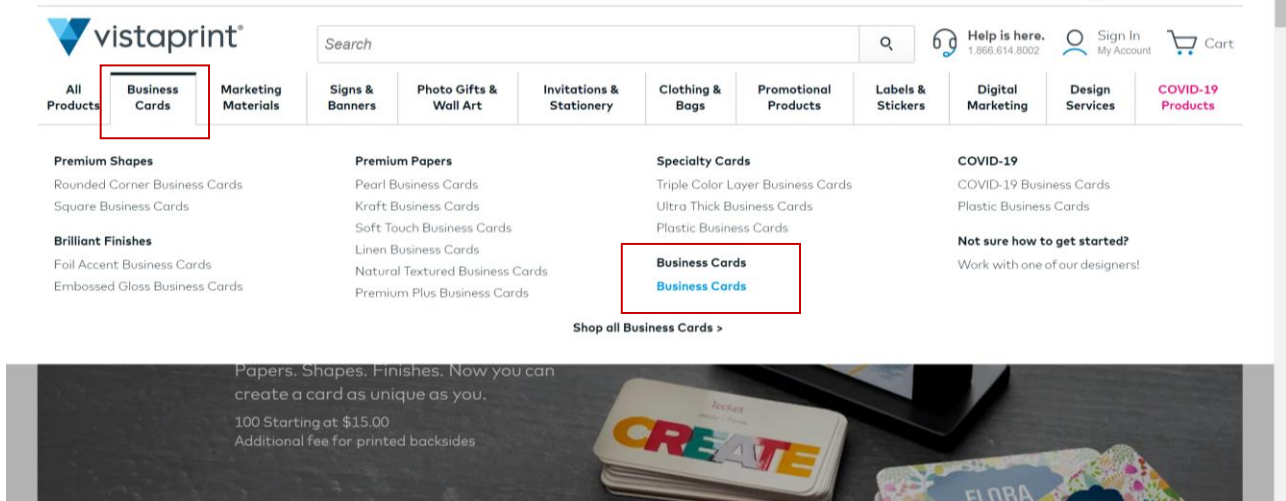 vistaprint®
Search
Help is here.
1.866.614.8002
Sign In
My Account
Cart
All
Products
Business
Cards
Marketing
Materials
Signs &
Banners
Photo Gifts &
Wall Art
Invitations &
Stationery
Clothing &
Bags
Promotional
Products
Labels &
Stickers
Digital
Marketing
Design
Services
COVID-19
Products
Premium Shapes
Rounded Corner Business Cards
Square Business Cards
Brilliant Finishes
Foil Accent Business Cards
Embossed Gloss Business Cards
Premium Papers
Pearl Business Cards
Kraft Business Cards
Soft Touch Business Cards
Linen Business Cards
Natural Textured Business Cards
Premium Plus Business Cards
Specialty Cards
Triple Color Layer Business Cards
Ultra Thick Business Cards
Plastic Business Cards
Business Cards
Business Cards
COVID-19
COVID-19 Business Cards
Plastic Business Cards
Not sure how to get started?
Work with one of our designers!
Shop all Business Cards >
Papers. Shapes. Finishes. Now you can
create a card as unique as you.
100 Starting at $15.00
Additional fee for printed backsides
CREATE
FLORA